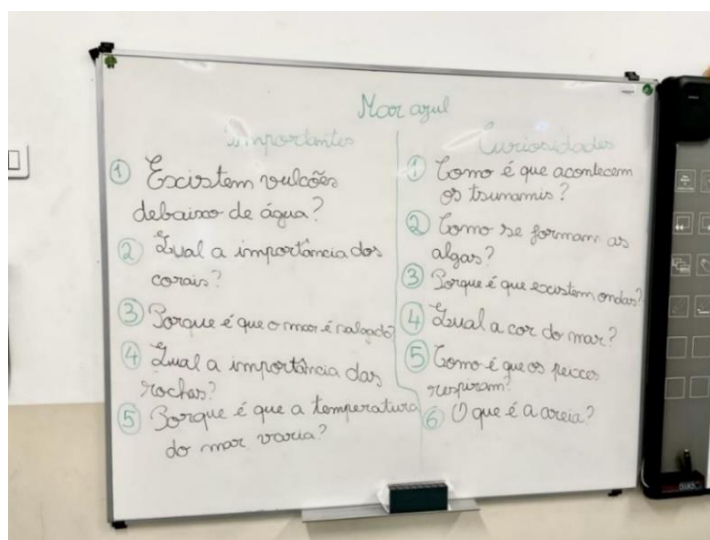 Mar azul
Importantes
① Existem vulcões
debaixo de água?
② Qual a importância dos
corais?
③ Porque é que o mar é salgado?
④ Qual a importância das
rochas?
⑤ Porque é que a temperatura
do mar varia?
Curiosidades
① Como é que acontecem
os tsunamis?
② Como se formam as
algas?
③ Porque é que existem ondas?
④ Qual a cor do mar?
⑤ Como é que os peixes
respiram?
⑥ O que é a areia?